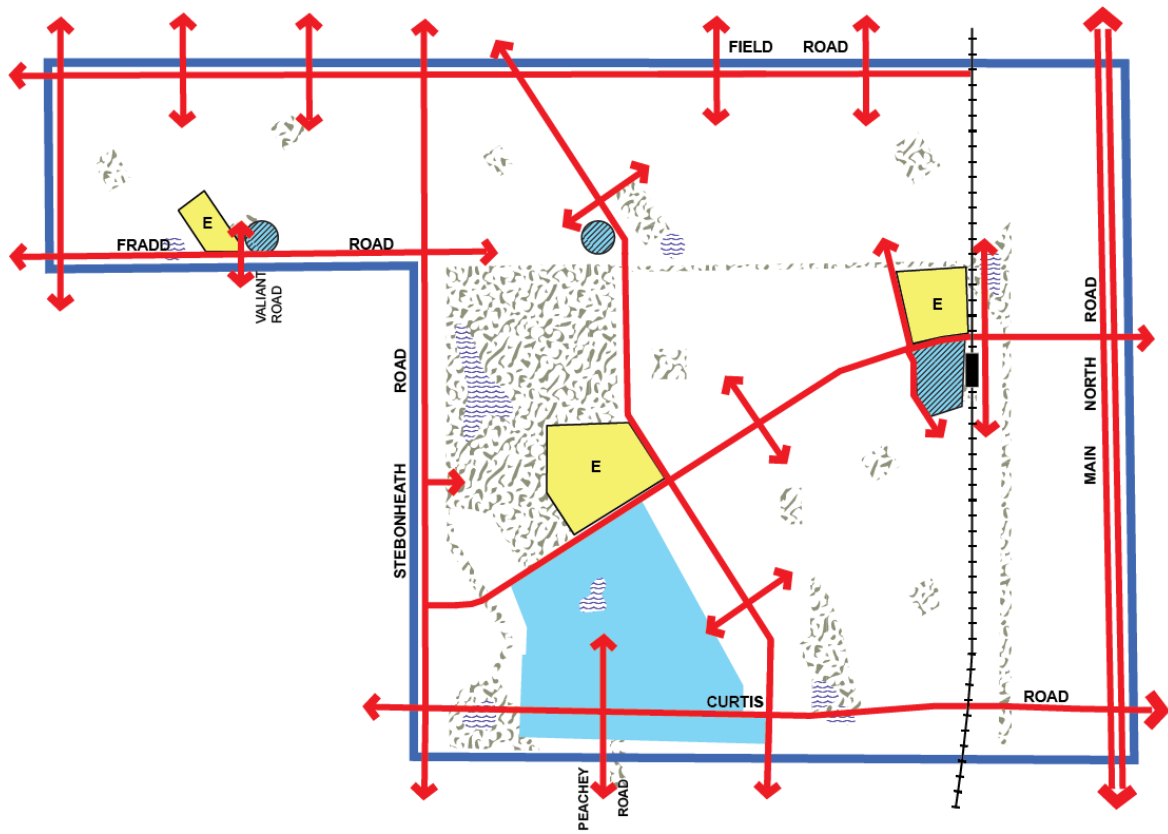 FIELD ROAD
E
FRADD ROAD
VALIANT
ROAD
E
STEBONHEATH ROAD
MAIN NORTH ROAD
E
CURTIS ROAD
PEACHEY
ROAD